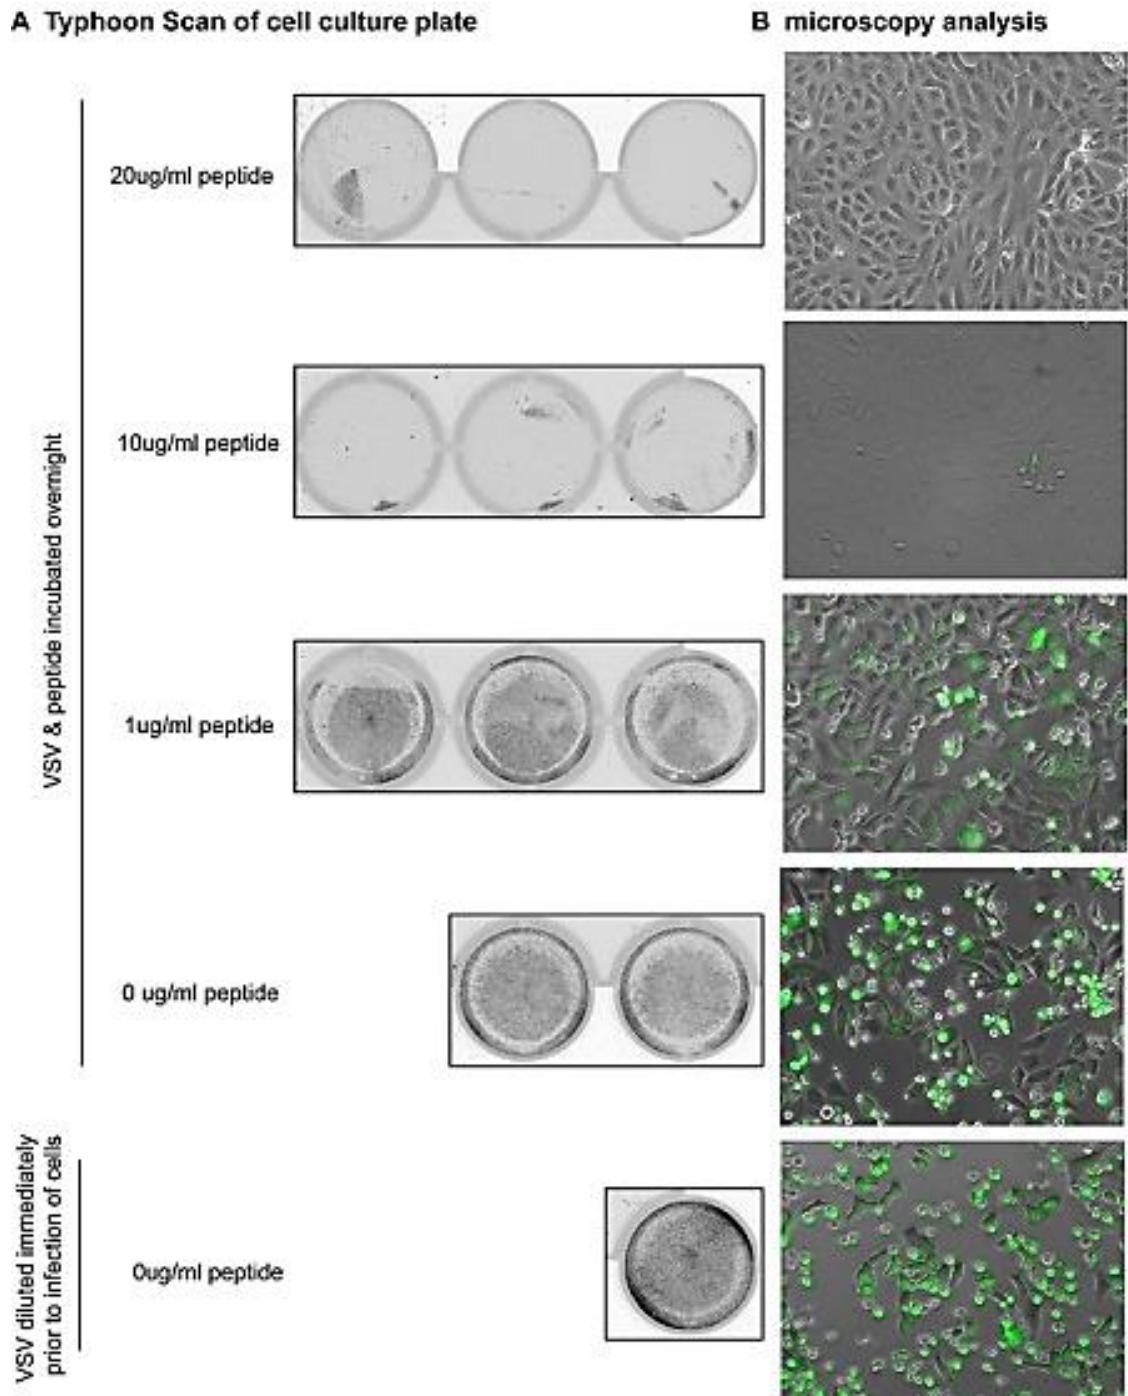 A Typhoon Scan of cell culture plate
B microscopy analysis
VSV & peptide incubated overnight
20ug/ml peptide
10ug/ml peptide
1ug/ml peptide
0 ug/ml peptide
VSV diluted immediately
prior to infection of cells
0ug/ml peptide